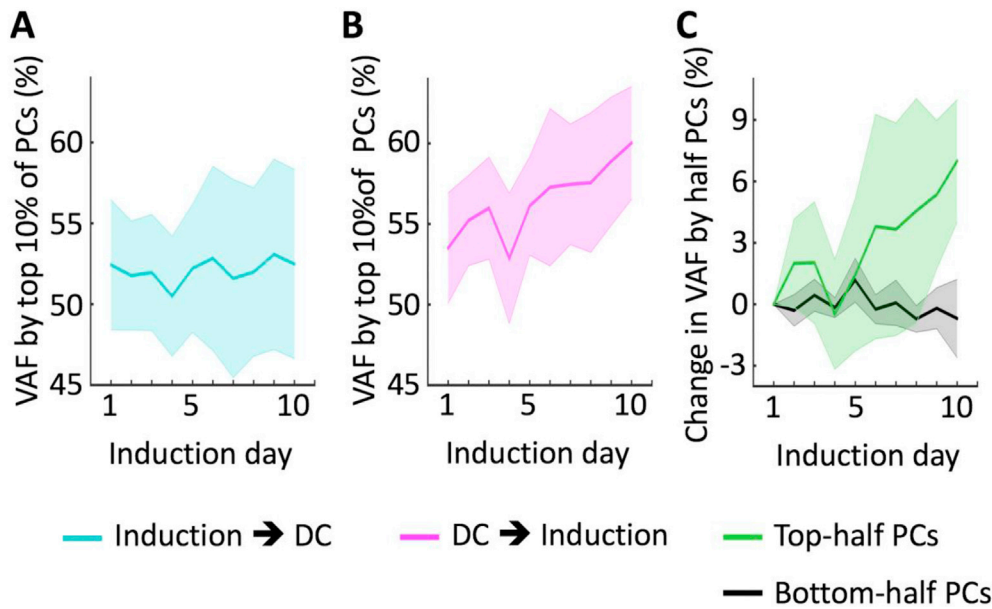 A
B
C
VAF by top 10% of PCs (%)
60
55
50
45
1
5
10
Induction day
VAF by top 10%of PCs (%)
60
55
50
45
1
5
10
Induction day
Change in VAF by half PCs (%)
9
6
3
0
-3
1
5
10
Induction day
Induction ➔ DC
DC ➔ Induction
Top-half PCs
Bottom-half PCs